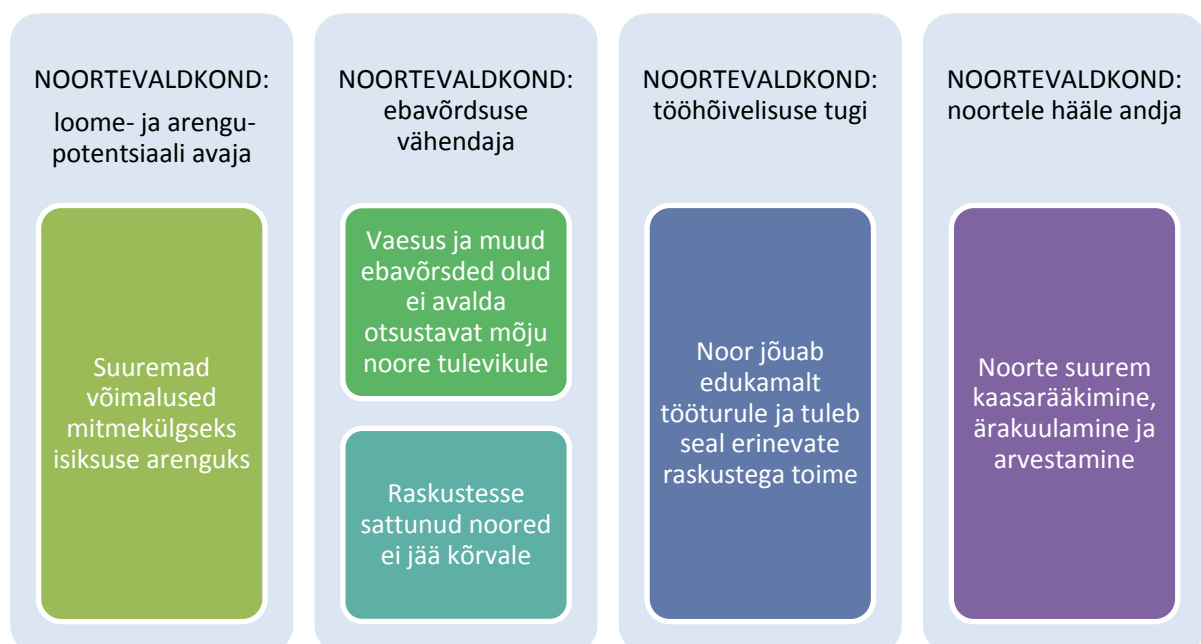 NOORTEVALDKOND:
loome- ja arengu-
potentsiaali avaja
Suuremad
võimalused
mitmekülgseks
isiksuse arenguks
NOORTEVALDKOND:
ebavõrdsuse
vähendaja
Vaesus ja muud
ebavõrsded olud
ei avalda
otsustavat mõju
noore tulevikule
Raskustesse
sattunud noored
ei jää kõrvale
NOORTEVALDKOND:
tööhõivelisuse tugi
Noor jõuab
edukamalt
tööturule ja tuleb
seal erinevate
raskustega toime
NOORTEVALDKOND:
noortele hääle andja
Noorte suurem
kaasarääkimine,
ärakuulamine ja
arvestamine